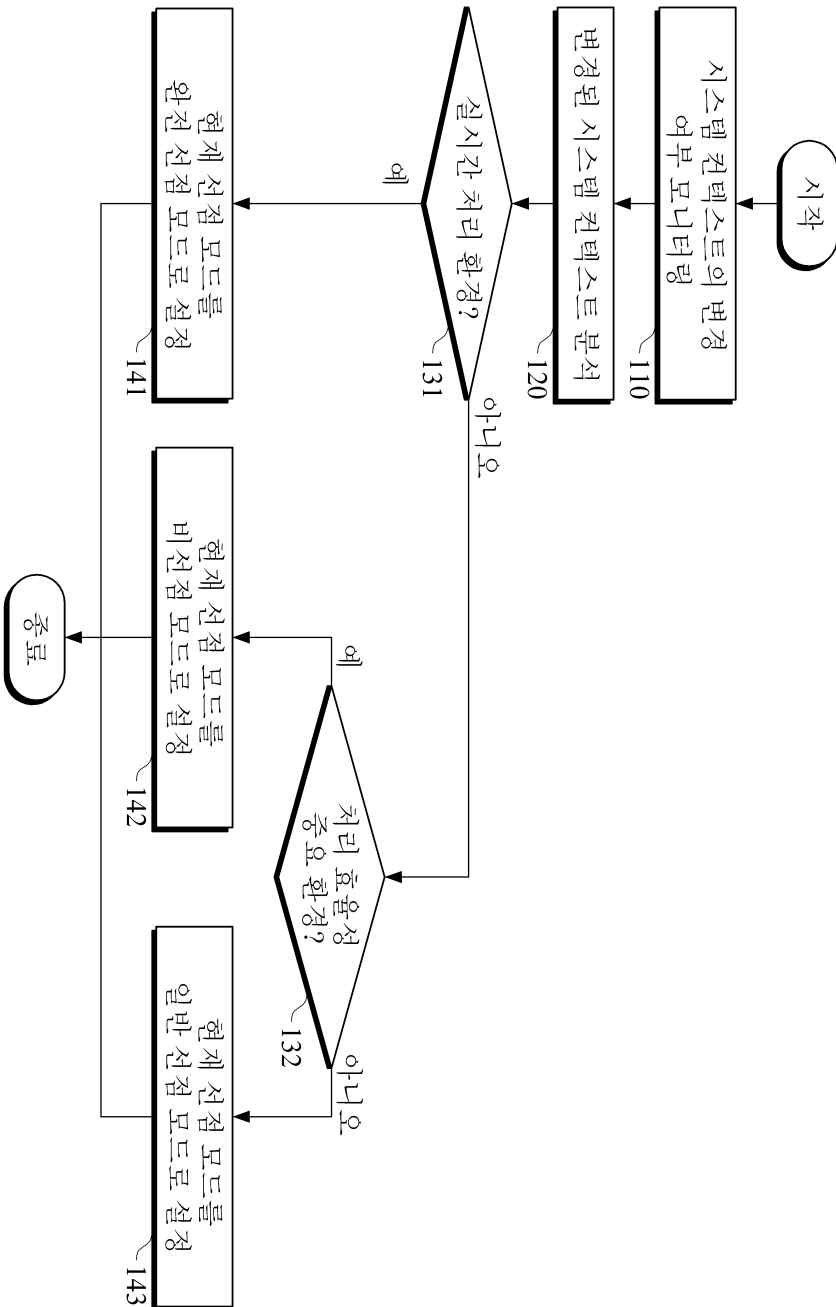 시작
시스템 컨텍스트의 변경
여부 모니터링
110
변경된 시스템 컨텍스트 분석
120
실시간 처리 환경?
131
예
아니요
처리 효율성
중요 환경?
132
예
아니요
현재 선점 모드를
완전 선점 모드로 설정
141
현재 선점 모드를
비선점 모드로 설정
142
현재 선점 모드를
일반 선점 모드로 설정
143
종료